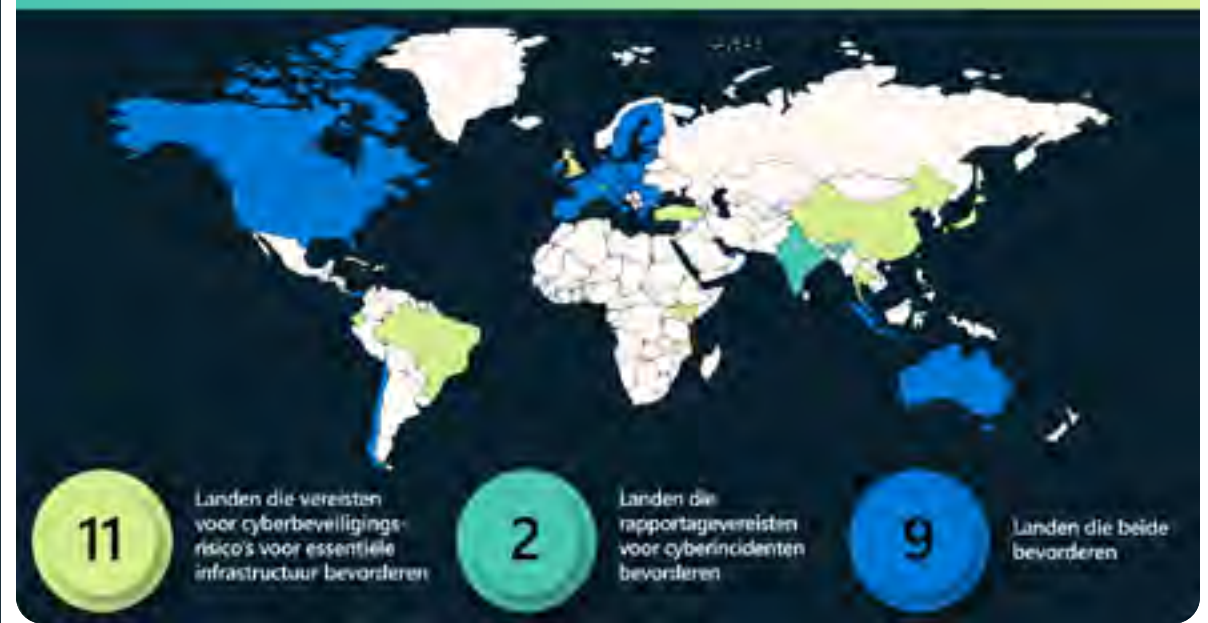 11
Landen die vereisten
voor cyberbeveiligings-
risico's voor essentiële
infrastructuur bevorderen
2
Landen die
rapportagevereisten
voor cyberincidenten
bevorderen
9
Landen die beide
bevorderen